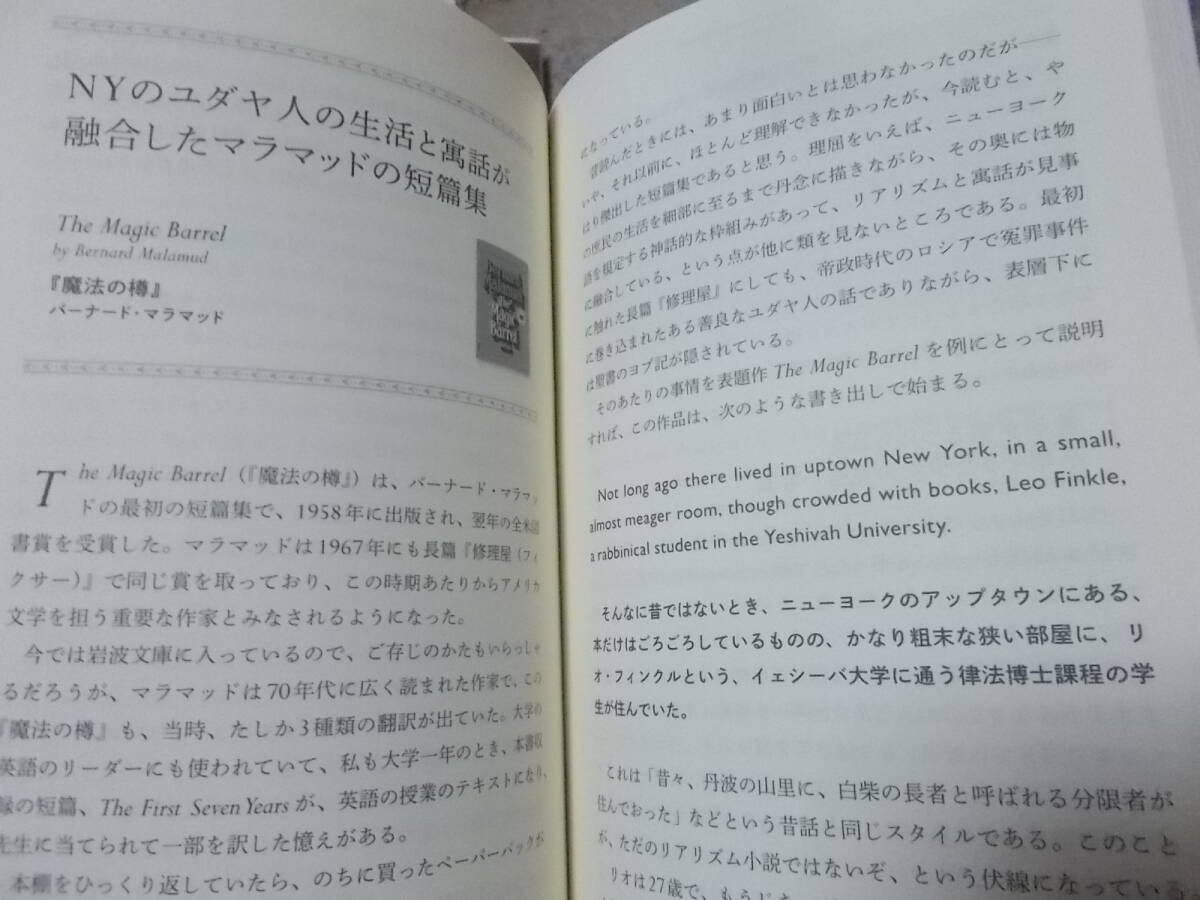 NYのユダヤ人の生活と寓話が
融合したマラマッドの短篇集
The Magic Barrel
by Bernard Malamud
『魔法の樽』
バーナード・マラマッド
Magic
Barrel
The Magic Barrel（『魔法の樽』）は、バーナード・マラマッ
ドの最初の短篇集で、1958年に出版され、翌年の全米図
書賞を受賞した。マラマッドは1967年にも長篇『修理屋（フィ
クサー）』で同じ賞を取っており、この時期あたりからアメリカ
文学を担う重要な作家とみなされるようになった。
今では岩波文庫に入っているので、ご存じのかたもいらっしゃ
るだろうが、マラマッドは70年代に広く読まれた作家で、この
『魔法の樽』も、当時、たしか3種類の翻訳が出ていた。大学の
英語のリーダーにも使われていて、私も大学一年のとき、本書収
録の短篇、The First Seven Yearsが、英語の授業のテキストになり、
先生に当てられて一部を訳した憶えがある。
本棚をひっくり返していたら、のちに買ったペーパーバックが
になっている。
昔読んだときには、あまり面白いとは思わなかったのだが──
いや、それ以前に、ほとんど理解できなかったが、今読むと、や
はり傑出した短篇集であると思う。理屈をいえば、ニューヨーク
の庶民の生活を細部に至るまで丹念に描きながら、その奥には物
語を規定する神話的な枠組みがあって、リアリズムと寓話が見事
に融合している、という点が他に類を見ないところである。最初
に触れた長篇『修理屋』にしても、帝政時代のロシアで冤罪事件
に巻き込まれたある善良なユダヤ人の話でありながら、表層下に
は聖書のヨブ記が隠されている。
そのあたりの事情を表題作The Magic Barrelを例にとって説明
すれば、この作品は、次のような書き出しで始まる。
Not long ago there lived in uptown New York, in a small,
almost meager room, though crowded with books, Leo Finkle,
a rabbinical student in the Yeshivah University.
そんなに昔ではないとき、ニューヨークのアップタウンにある、
本だけはごろごろしているものの、かなり粗末な狭い部屋に、リ
オ・フィンクルという、イェシーバ大学に通う律法博士課程の学
生が住んでいた。
これは「昔々、丹波の山里に、白柴の長者と呼ばれる分限者が
住んでおった」などという昔話と同じスタイルである。このこと
が、ただのリアリズム小説ではないぞ、という伏線になっている。
リオは27歳で、もうじき